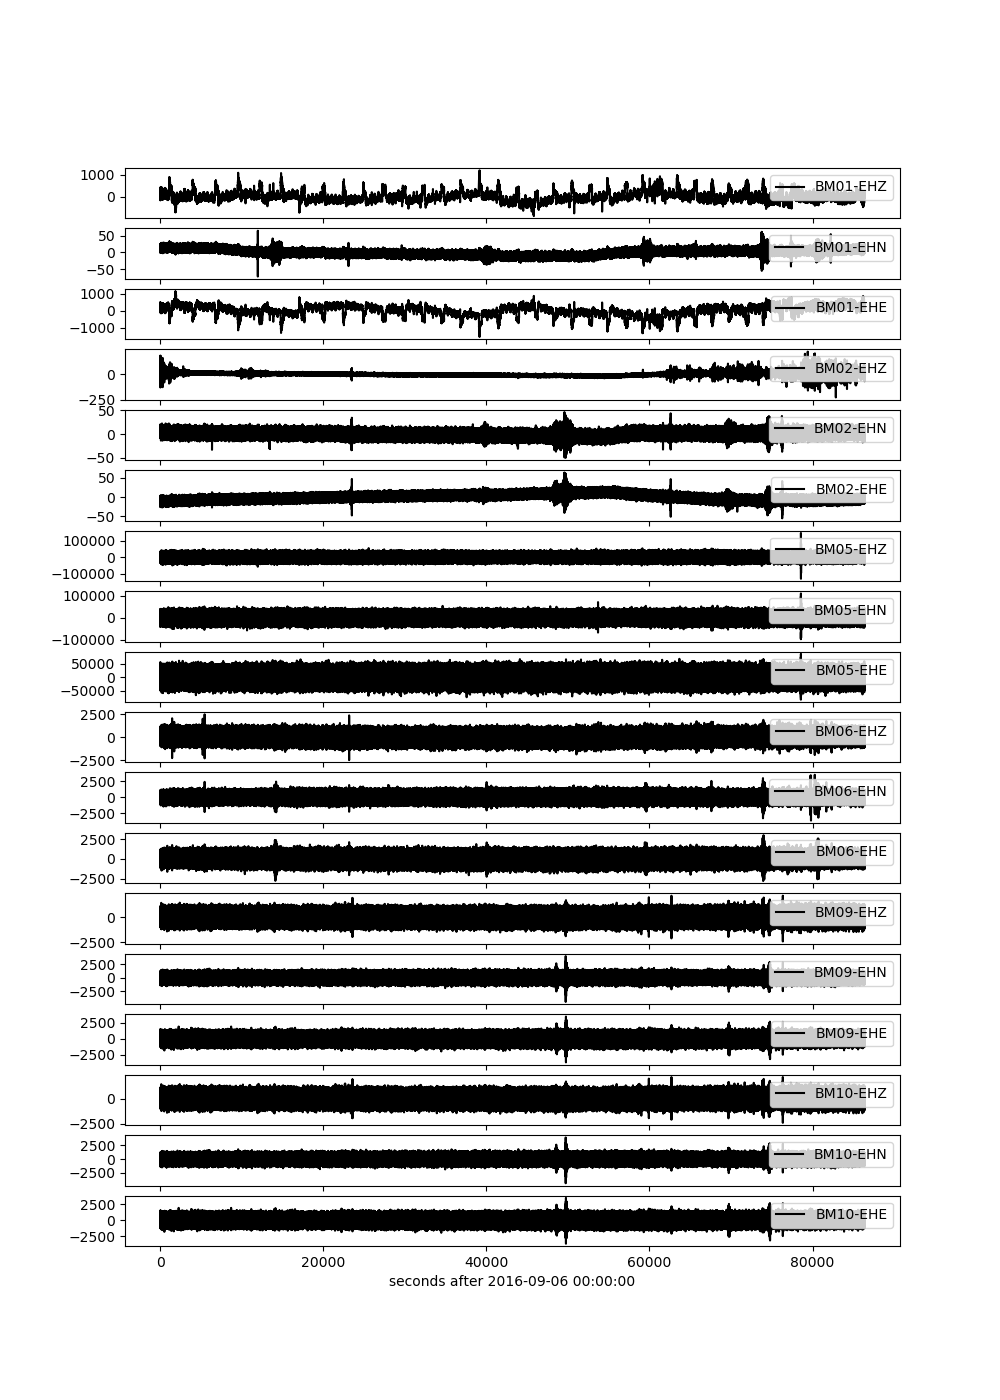 1000
0
BM01-EHZ
50
0
−50
BM01-EHN
1000
0
−1000
BM01-EHE
0
−250
BM02-EHZ
50
0
−50
BM02-EHN
50
0
−50
BM02-EHE
100000
0
−100000
BM05-EHZ
100000
0
−100000
BM05-EHN
50000
0
−50000
BM05-EHE
2500
0
−2500
BM06-EHZ
2500
0
−2500
BM06-EHN
2500
0
−2500
BM06-EHE
0
−2500
BM09-EHZ
2500
0
−2500
BM09-EHN
2500
0
−2500
BM09-EHE
0
−2500
BM10-EHZ
2500
0
−2500
BM10-EHN
2500
0
−2500
BM10-EHE
0 20000 40000 60000 80000
seconds after 2016-09-06 00:00:00